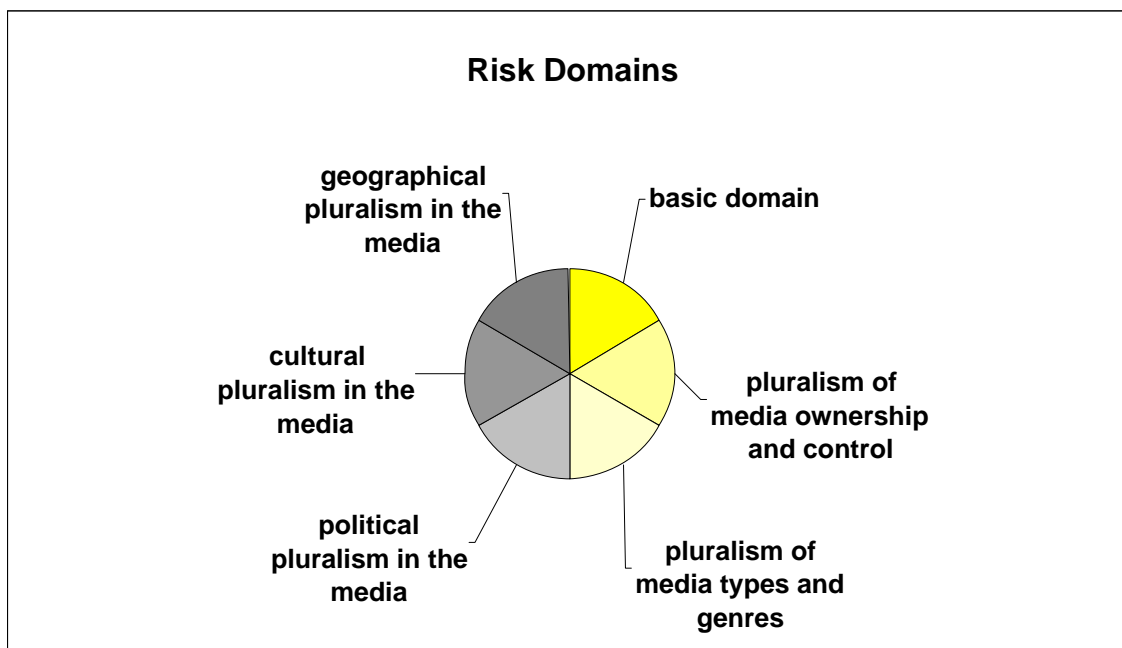 Risk Domains
geographical
pluralism in the
media
basic domain
cultural
pluralism in the
media
pluralism of
media ownership
and control
political
pluralism in the
media
pluralism of
media types and
genres